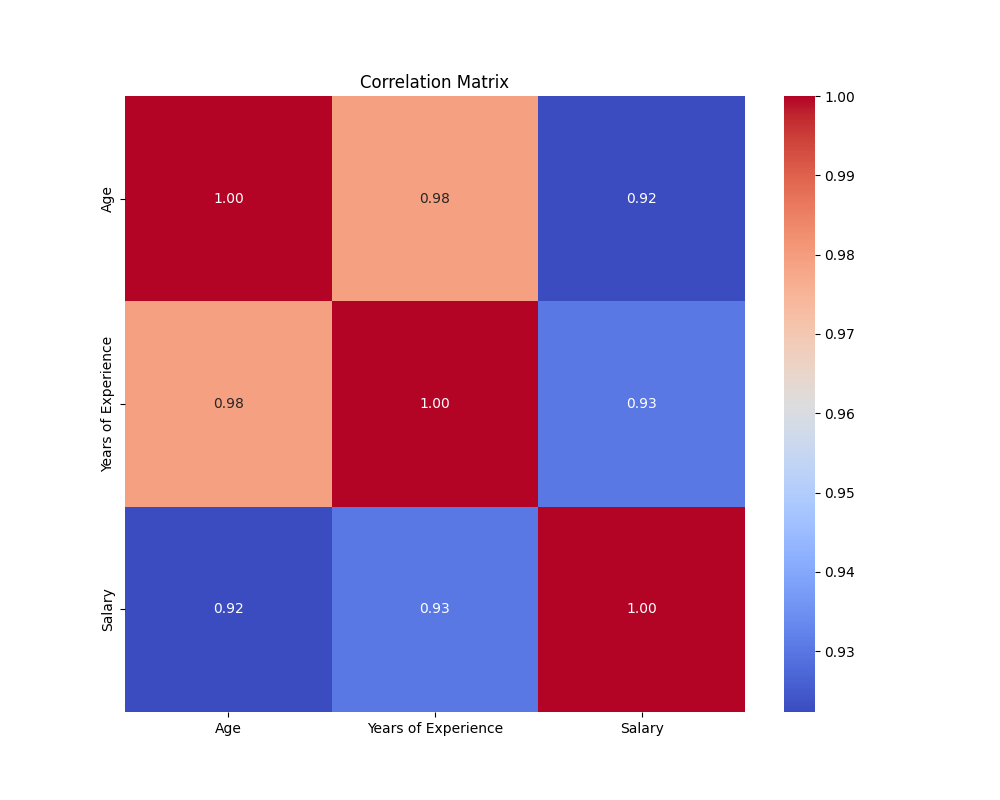 Correlation Matrix
Age
1.00
0.98
0.92
Years of Experience
0.98
1.00
0.93
Salary
0.92
0.93
1.00
Age
Years of Experience
Salary
1.00
0.99
0.98
0.97
0.96
0.95
0.94
0.93